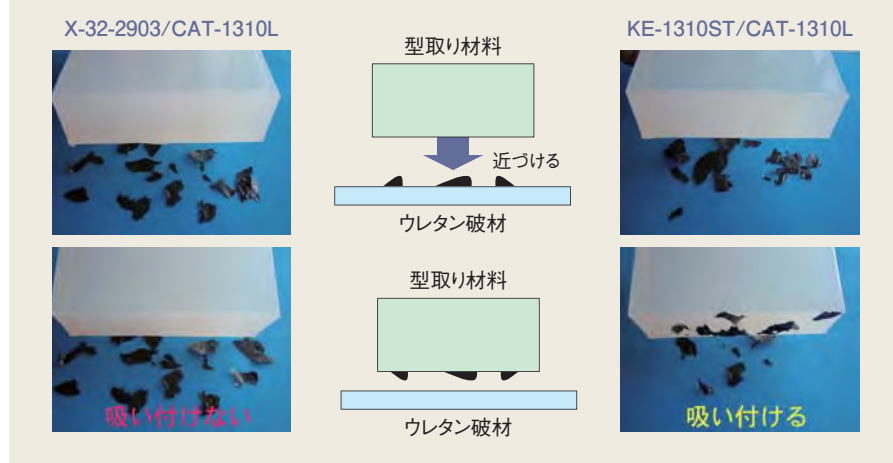 X-32-2903/CAT-1310L
型取り材料
KE-1310ST/CAT-1310L
近づける
ウレタン破材
型取り材料
吸い付けない
ウレタン破材
吸い付ける